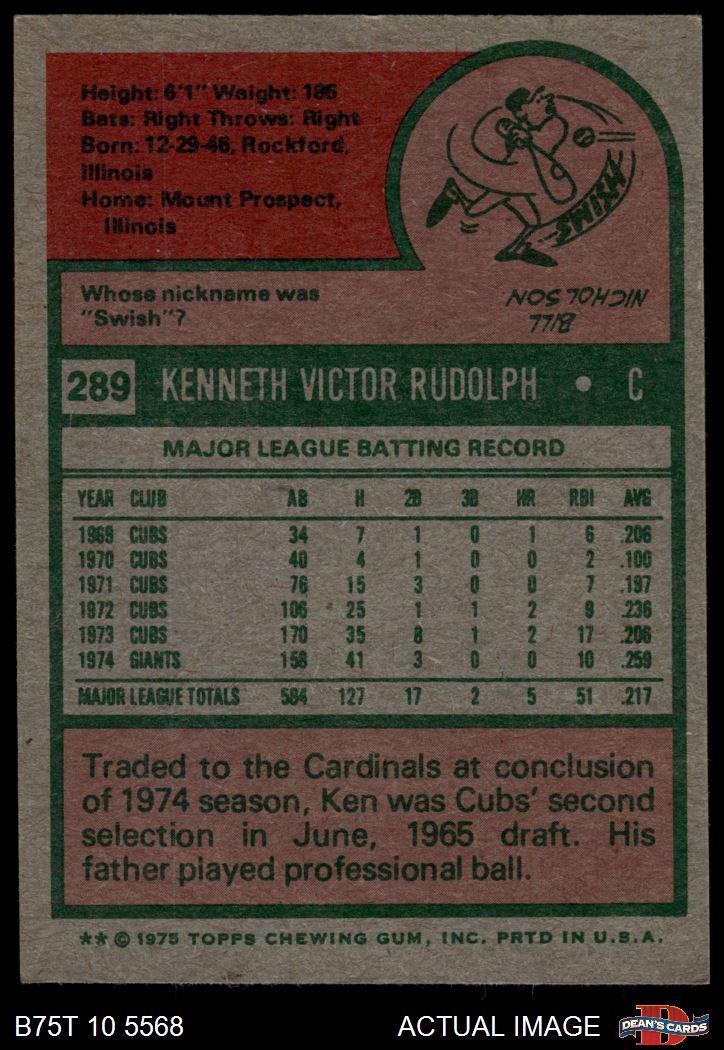 Height: 6'1" Weight: 185
Bats: Right Throws: Right
Born: 12-29-46, Rockford,
Illinois
Home: Mount Prospect,
Illinois
SWISH
Whose nickname was
"Swish"?
BILL
NICHOLSON
289 KENNETH VICTOR RUDOLPH • C
MAJOR LEAGUE BATTING RECORD
YEAR CLUB AB H 2B 3B HR RBI AVG
1969 CUBS 34 7 1 0 1 6 .206
1970 CUBS 40 4 1 0 0 2 .100
1971 CUBS 76 15 3 0 0 7 .197
1972 CUBS 106 25 1 1 2 9 .236
1973 CUBS 170 35 8 1 2 17 .206
1974 GIANTS 158 41 3 0 0 10 .259
MAJOR LEAGUE TOTALS 584 127 17 2 5 51 .217
Traded to the Cardinals at conclusion
of 1974 season, Ken was Cubs' second
selection in June, 1965 draft. His
father played professional ball.
** © 1975 TOPPS CHEWING GUM, INC. PRTD IN U.S.A.
B75T 10 5568 ACTUAL IMAGE
D
DEAN'S CARDS